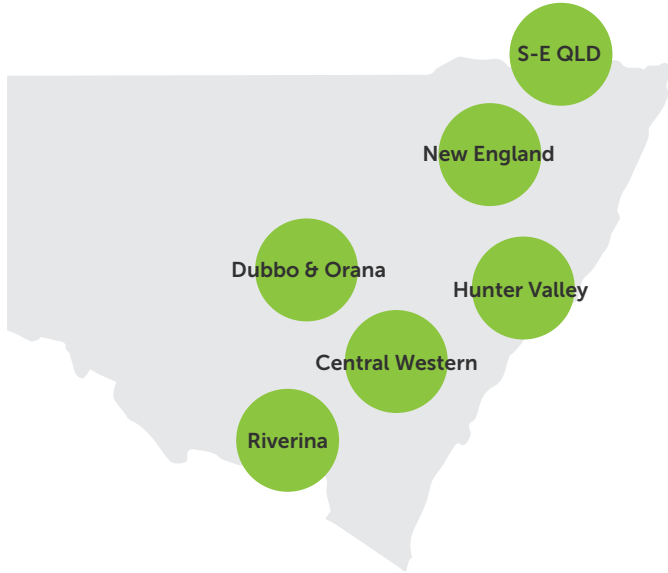 S-E QLD
New England
Dubbo & Orana
Hunter Valley
Central Western
Riverina